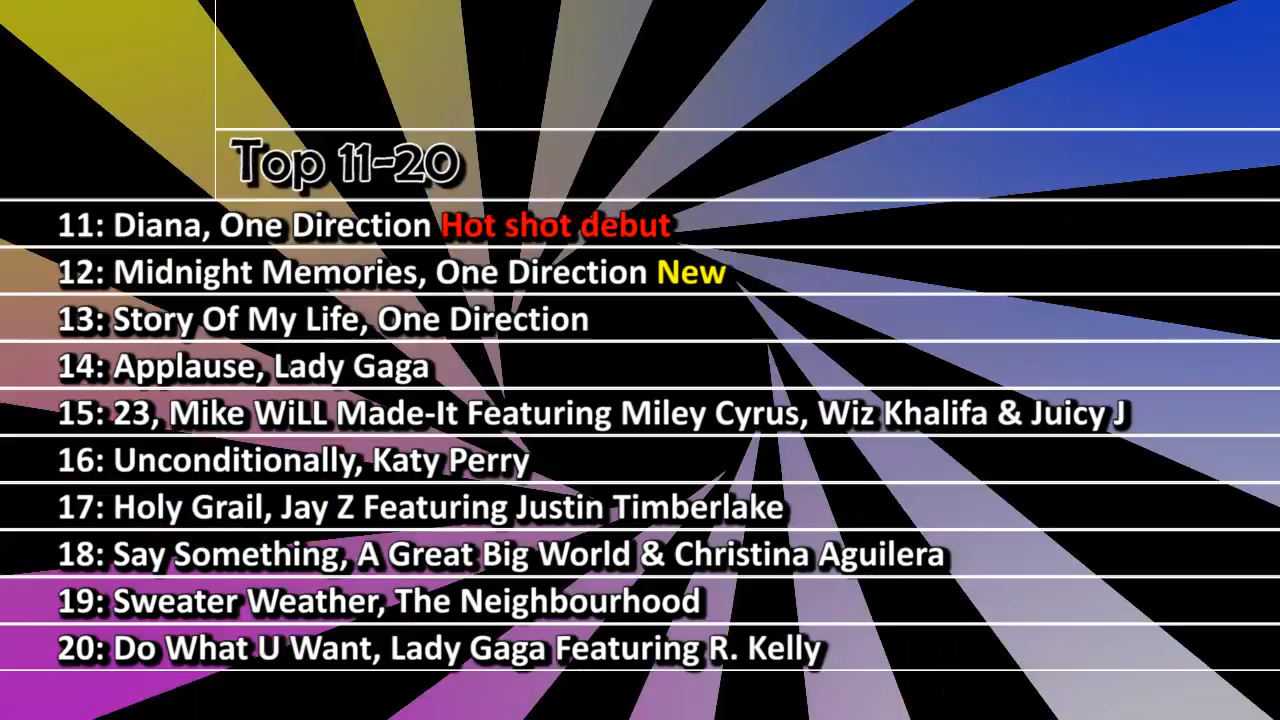 Top 11-20
11: Diana, One Direction Hot shot debut
12: Midnight Memories, One Direction New
13: Story Of My Life, One Direction
14: Applause, Lady Gaga
15: 23, Mike WiLL Made-It Featuring Miley Cyrus, Wiz Khalifa & Juicy J
16: Unconditionally, Katy Perry
17: Holy Grail, Jay Z Featuring Justin Timberlake
18: Say Something, A Great Big World & Christina Aguilera
19: Sweater Weather, The Neighbourhood
20: Do What U Want, Lady Gaga Featuring R. Kelly